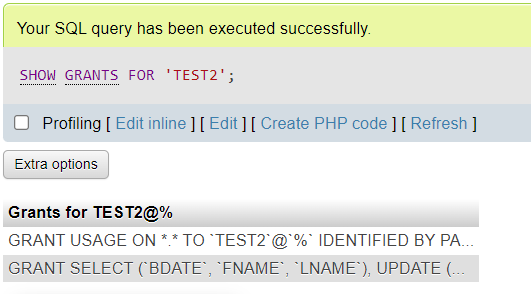 Your SQL query has been executed successfully.
SHOW GRANTS FOR 'TEST2';
Profiling [ Edit inline ] [ Edit ] [ Create PHP code ] [ Refresh ]
Extra options
Grants for TEST2@%
GRANT USAGE ON *.* TO `TEST2`@`%` IDENTIFIED BY PA...
GRANT SELECT (`BDATE`, `FNAME`, `LNAME`), UPDATE (...